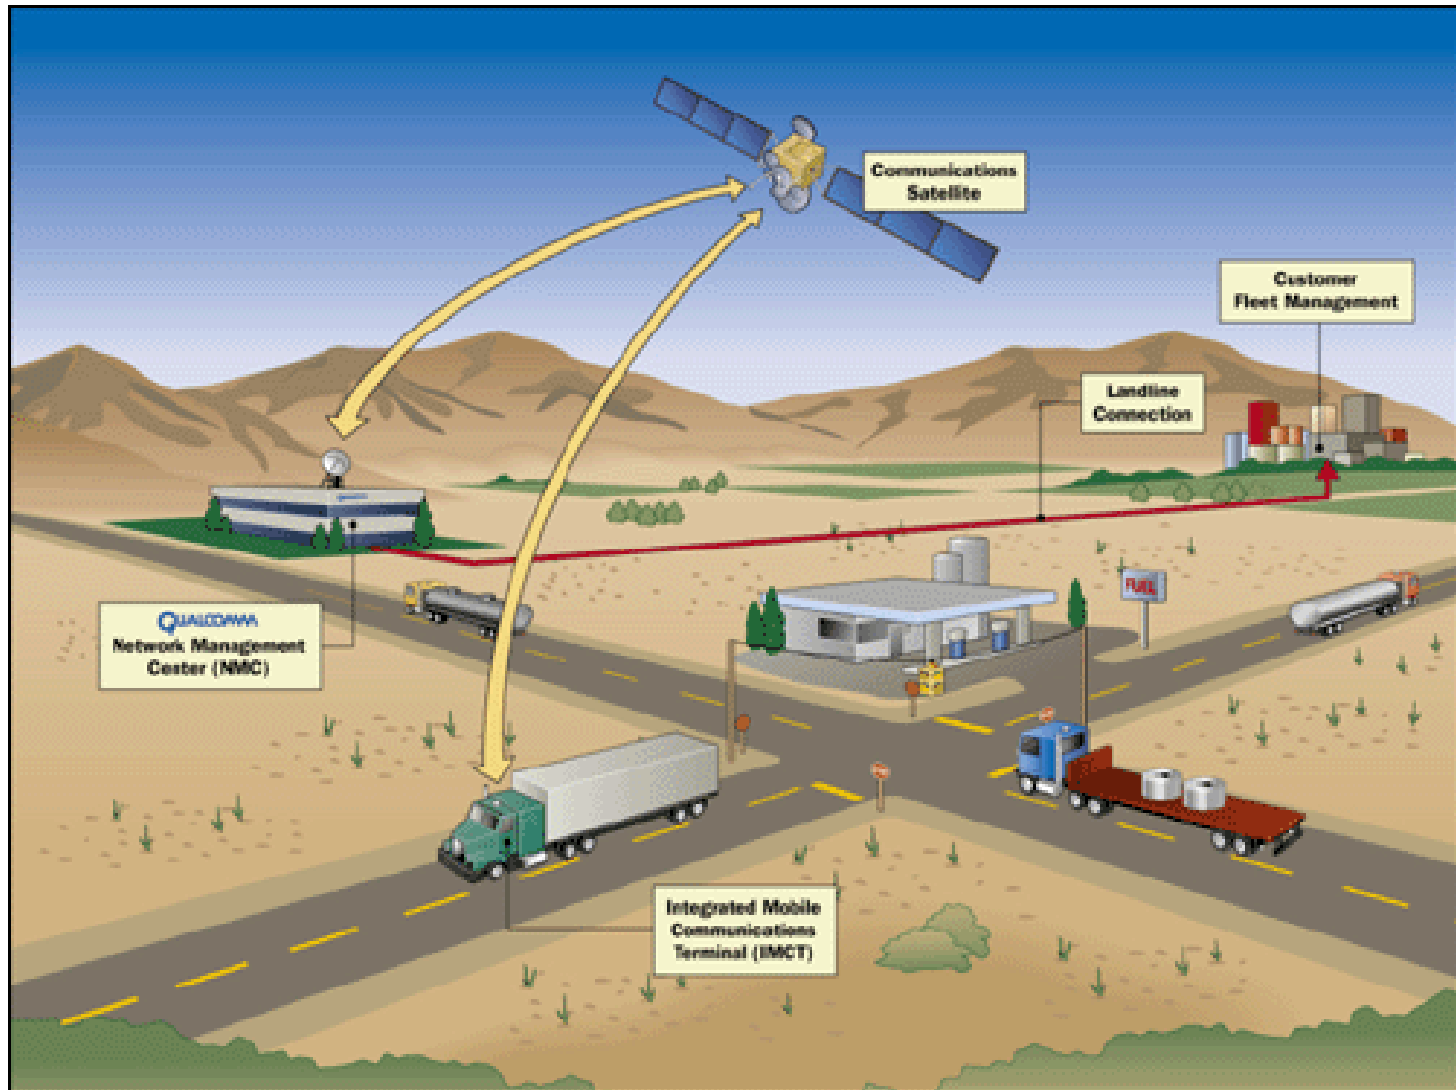 Communications
Satellite
Customer
Fleet Management
Landline
Connection
QUALCOMM
Network Management
Center (NMC)
FUEL
Integrated Mobile
Communications
Terminal (IMCT)